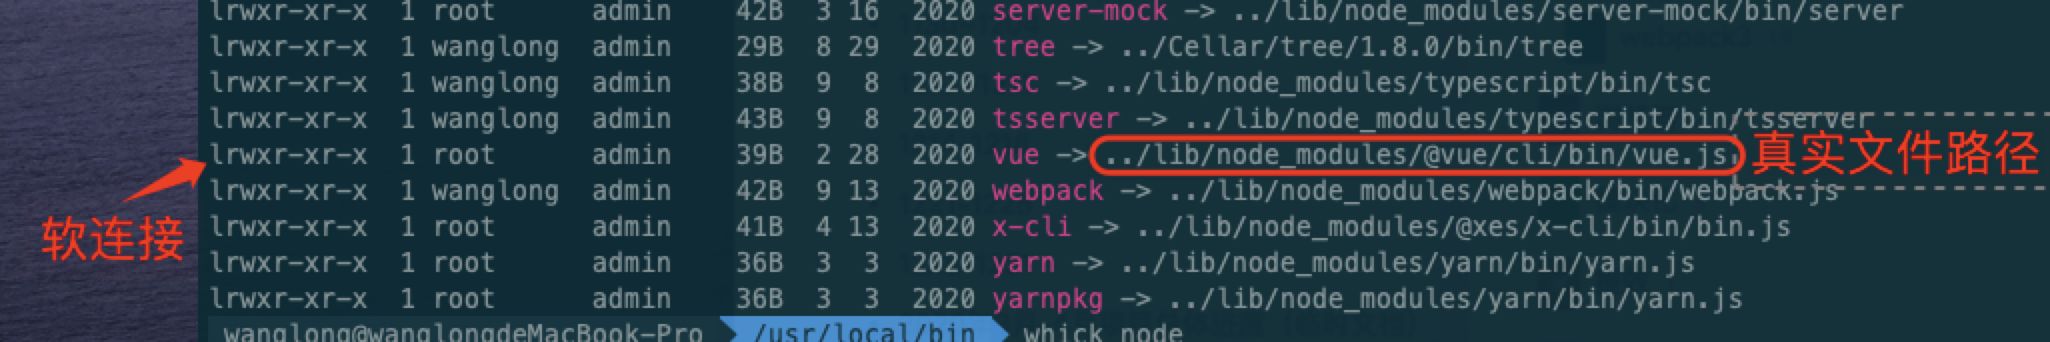 lrwxr-xr-x 1 root admin 42B 3 16 2020 server-mock -> ../lib/node_modules/server-mock/bin/server
lrwxr-xr-x 1 wanglong admin 29B 8 29 2020 tree -> ../Cellar/tree/1.8.0/bin/tree
lrwxr-xr-x 1 wanglong admin 38B 9 8 2020 tsc -> ../lib/node_modules/typescript/bin/tsc
lrwxr-xr-x 1 wanglong admin 43B 9 8 2020 tsserver -> ../lib/node_modules/typescript/bin/tsserver
lrwxr-xr-x 1 root admin 39B 2 28 2020 vue -> ../lib/node_modules/@vue/cli/bin/vue.js 真实文件路径
lrwxr-xr-x 1 wanglong admin 42B 9 13 2020 webpack -> ../lib/node_modules/webpack/bin/webpack.js
软连接
lrwxr-xr-x 1 root admin 41B 4 13 2020 x-cli -> ../lib/node_modules/@xes/x-cli/bin/bin.js
lrwxr-xr-x 1 root admin 36B 3 3 2020 yarn -> ../lib/node_modules/yarn/bin/yarn.js
lrwxr-xr-x 1 root admin 36B 3 3 2020 yarnpkg -> ../lib/node_modules/yarn/bin/yarn.js
wanglong@wanglongdeMacBook-Pro /usr/local/bin whick node